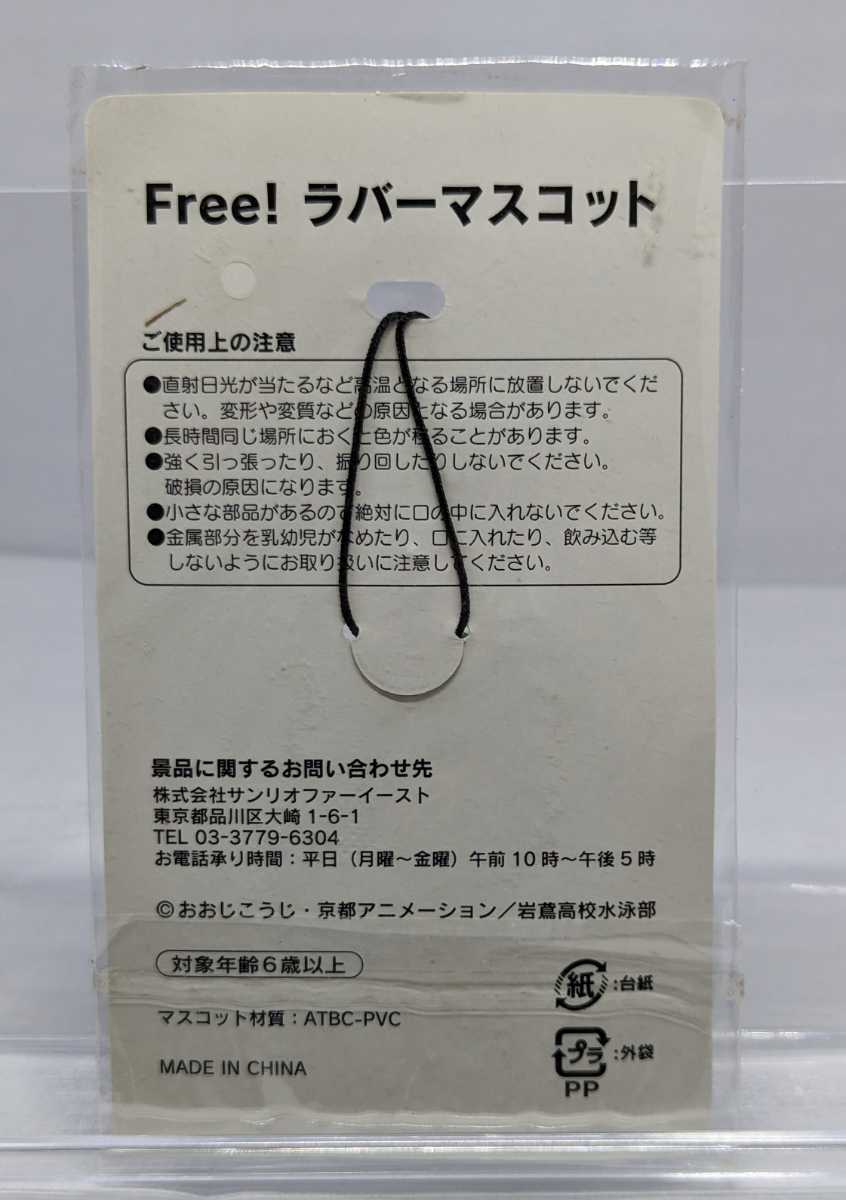 Free! ラバーマスコット
ご使用上の注意
●直射日光が当たるなど高温となる場所に放置しないでくだ
さい。変形や変質などの原因となる場合があります。
●長時間同じ場所におくと色が移ることがあります。
●強く引っ張ったり、振り回したりしないでください。
破損の原因になります。
●小さな部品があるので絶対に口の中に入れないでください。
●金属部分を乳幼児がなめたり、口に入れたり、飲み込む等
しないようにお取り扱いに注意してください。
景品に関するお問い合わせ先
株式会社サンリオファーイースト
東京都品川区大崎 1-6-1
TEL 03-3779-6304
お電話承り時間：平日（月曜～金曜）午前 10 時～午後 5 時
©おおじこうじ・京都アニメーション／岩鳶高校水泳部
対象年齢6歳以上
紙:台紙
マスコット材質：ATBC-PVC
プラ:外袋
MADE IN CHINA
PP